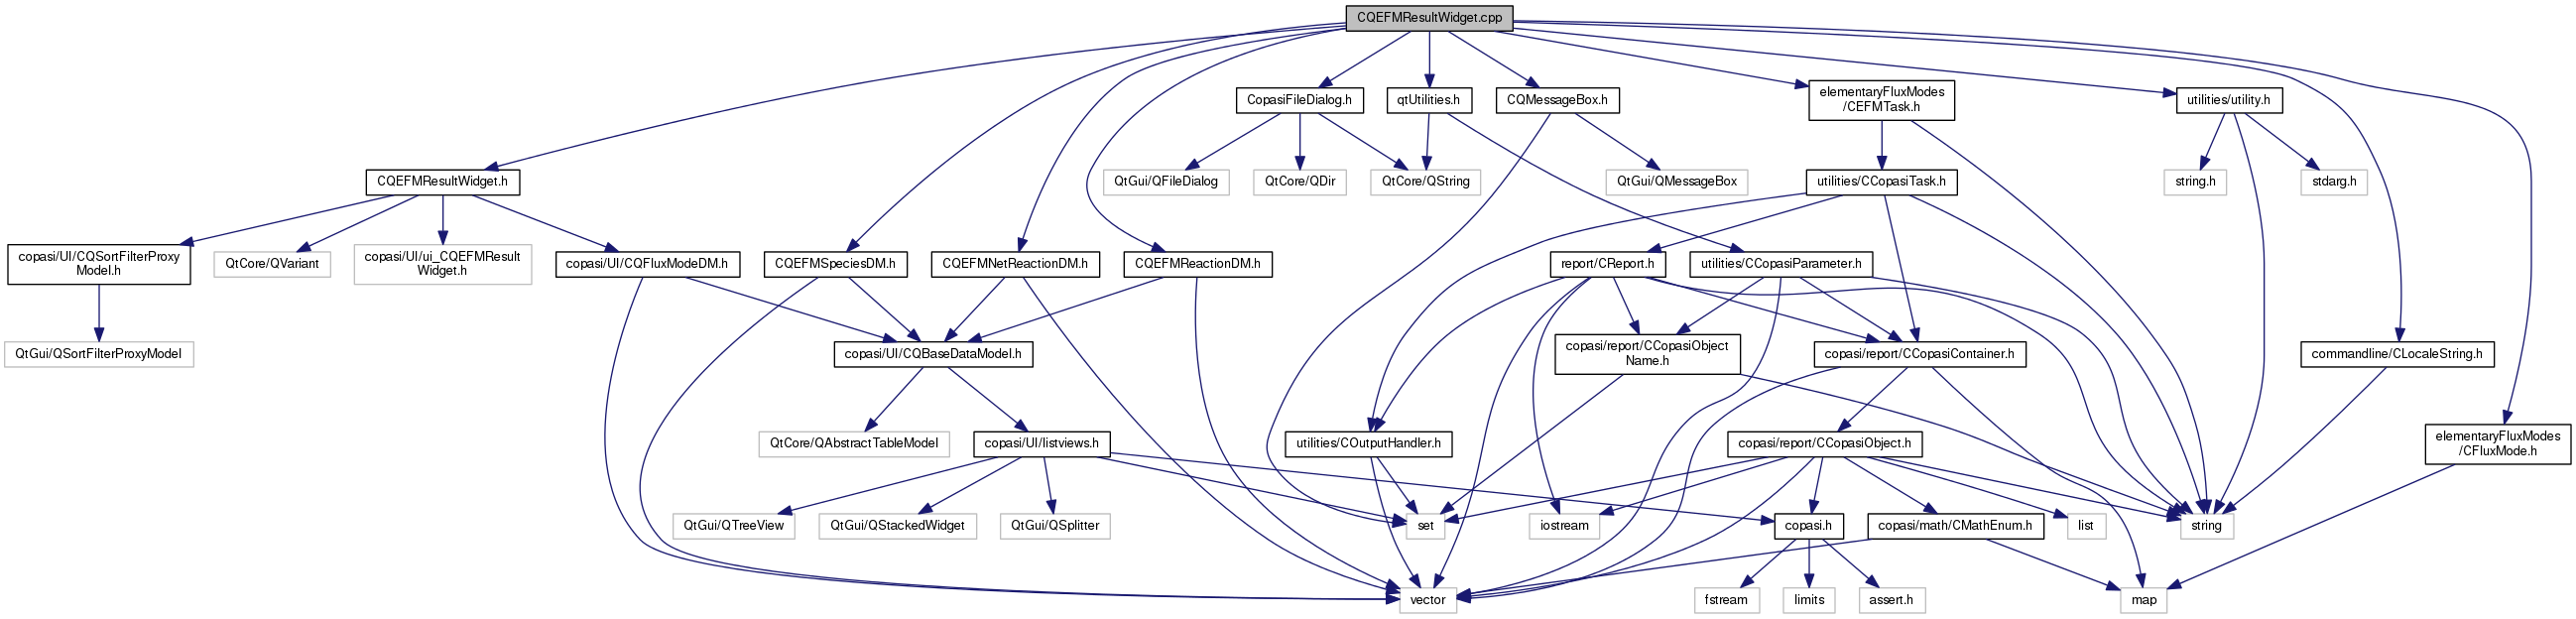 CQEFMResultWidget.cpp
CopasiFileDialog.h
qtUtilities.h
CQMessageBox.h
elementaryFluxModes
/CEFMTask.h
utilities/utility.h
CQEFMResultWidget.h
QtGui/QFileDialog
QtCore/QDir
QtCore/QString
QtGui/QMessageBox
utilities/CCopasiTask.h
string.h
stdarg.h
copasi/UI/CQSortFilterProxy
Model.h
QtCore/QVariant
copasi/UI/ui_CQEFMResult
Widget.h
copasi/UI/CQFluxModeDM.h
CQEFMSpeciesDM.h
CQEFMNetReactionDM.h
CQEFMReactionDM.h
report/CReport.h
utilities/CCopasiParameter.h
QtGui/QSortFilterProxyModel
copasi/UI/CQBaseDataModel.h
copasi/report/CCopasiObject
Name.h
copasi/report/CCopasiContainer.h
commandline/CLocaleString.h
QtCore/QAbstractTableModel
copasi/UI/listviews.h
utilities/COutputHandler.h
copasi/report/CCopasiObject.h
elementaryFluxModes
/CFluxMode.h
QtGui/QTreeView
QtGui/QStackedWidget
QtGui/QSplitter
set
iostream
copasi.h
copasi/math/CMathEnum.h
list
string
vector
fstream
limits
assert.h
map